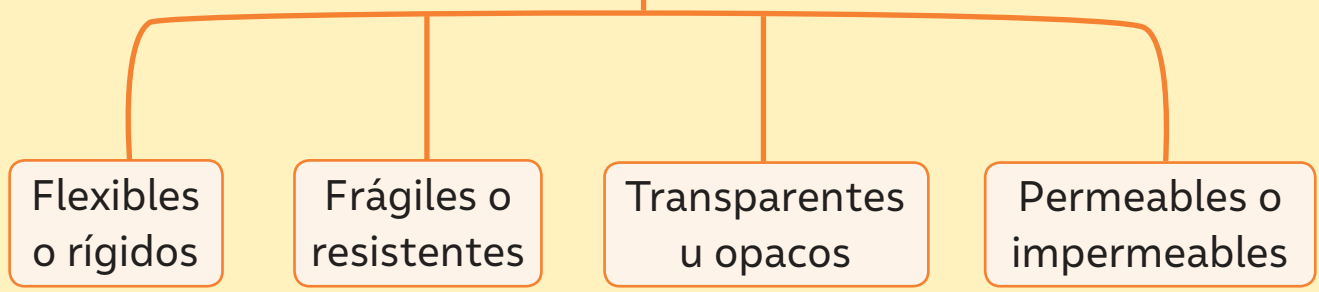 Flexibles
o rígidos
Frágiles o
resistentes
Transparentes
u opacos
Permeables o
impermeables